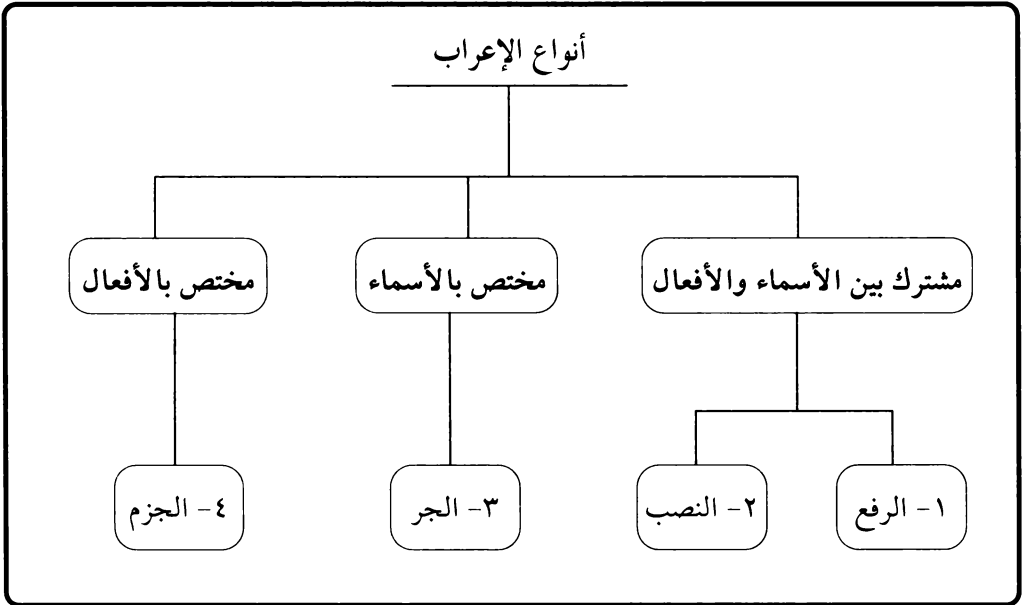 أنواع الإعراب
مشترك بين الأسماء والأفعال
مختص بالأسماء
مختص بالأفعال
١- الرفع
٢- النصب
٣- الجر
٤- الجزم